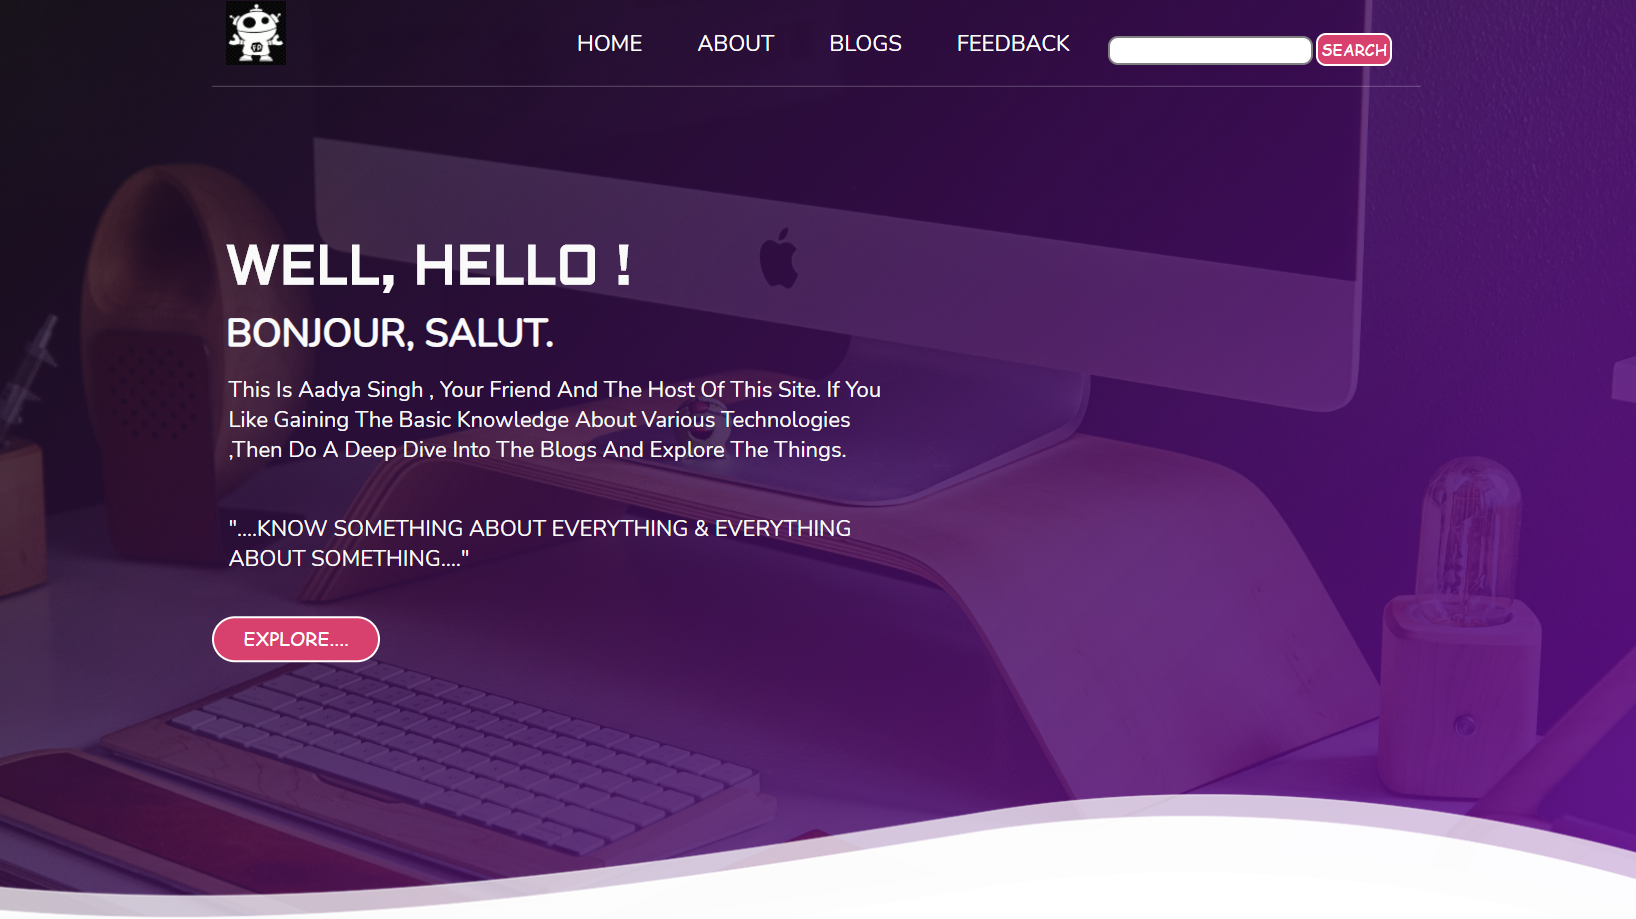 HOME ABOUT BLOGS FEEDBACK SEARCH
WELL, HELLO !
BONJOUR, SALUT.
This Is Aadya Singh , Your Friend And The Host Of This Site. If You
Like Gaining The Basic Knowledge About Various Technologies
,Then Do A Deep Dive Into The Blogs And Explore The Things.
"....KNOW SOMETHING ABOUT EVERYTHING & EVERYTHING
ABOUT SOMETHING...."
EXPLORE....